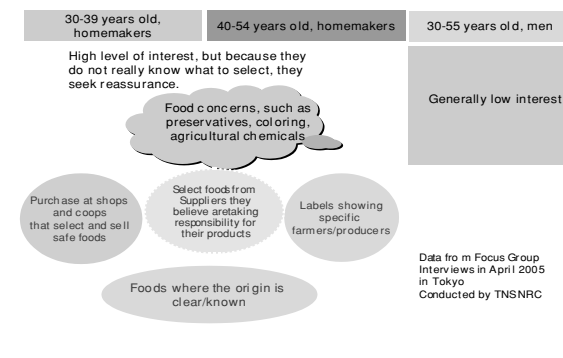 30-39 years old,
homemakers
40-54 years old, homemakers
30-55 years old, men
High level of interest, but because they
do not really know what to select, they
seek reassurance.
Generally low interest
Food concerns, such as
preservatives, coloring,
agricultural chemicals
Purchase at shops
and coops
that select and sell
safe foods
Select foods from
Suppliers they
believe are taking
responsibility for
their products
Labels showing
specific
farmers/producers
Foods where the origin is
clear/known
Data from Focus Group
Interviews in April 2005
in Tokyo
Conducted by TNSNRC